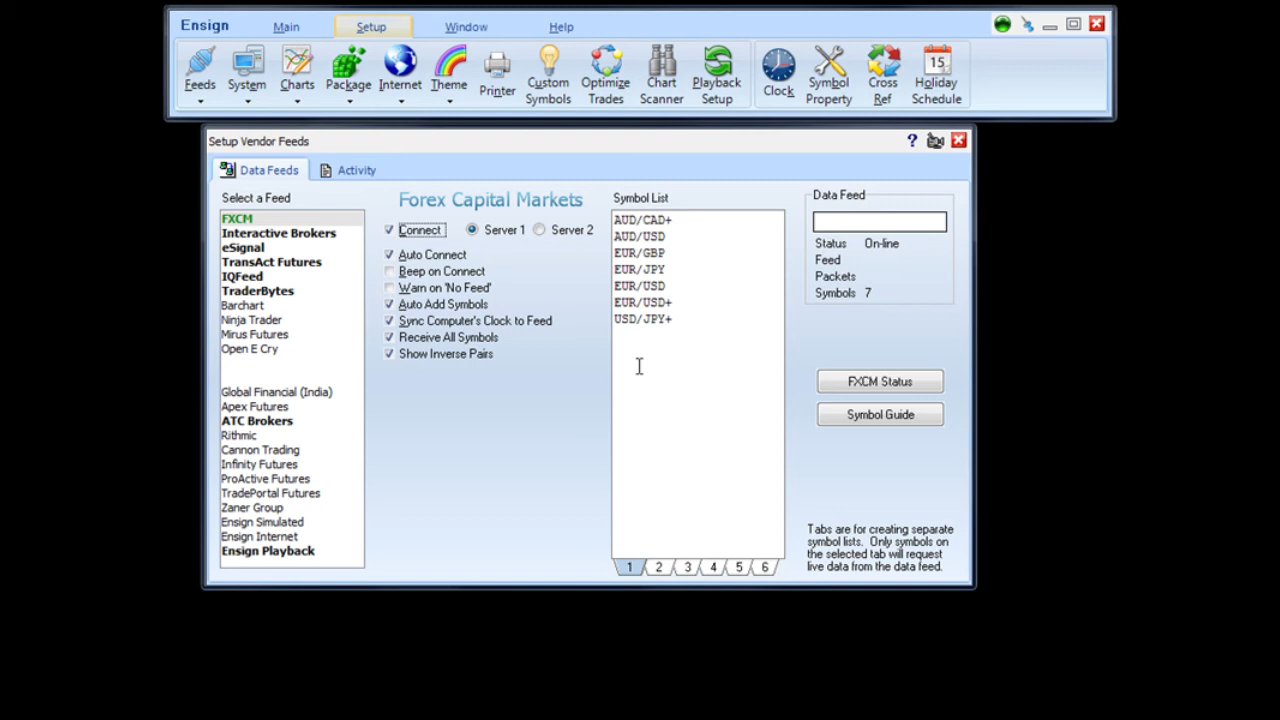 Ensign Main Setup Window Help
Feeds System Charts Package Internet Theme Printer
Custom Symbols
Optimize Trades
Chart Scanner
Playback Setup
Clock
Symbol Property
Cross Ref
15
Holiday Schedule
Setup Vendor Feeds
?
Data Feeds Activity
Select a Feed
FXCM
Interactive Brokers
eSignal
TransAct Futures
IQFeed
TraderBytes
Barchart
Ninja Trader
Mirus Futures
Open E Cry
Global Financial (India)
Apex Futures
ATC Brokers
Rithmic
Cannon Trading
Infinity Futures
ProActive Futures
TradePortal Futures
Zaner Group
Ensign Simulated
Ensign Internet
Ensign Playback
Forex Capital Markets
Connect Server 1 Server 2
Auto Connect
Beep on Connect
Warn on 'No Feed'
Auto Add Symbols
Sync Computer's Clock to Feed
Receive All Symbols
Show Inverse Pairs
Symbol List
AUD/CAD+
AUD/USD
EUR/GBP
EUR/JPY
EUR/USD
EUR/USD+
USD/JPY+
1 2 3 4 5 6
Data Feed
Status On-line
Feed
Packets
Symbols 7
FXCM Status
Symbol Guide
Tabs are for creating separate
symbol lists. Only symbols on
the selected tab will request
live data from the data feed.